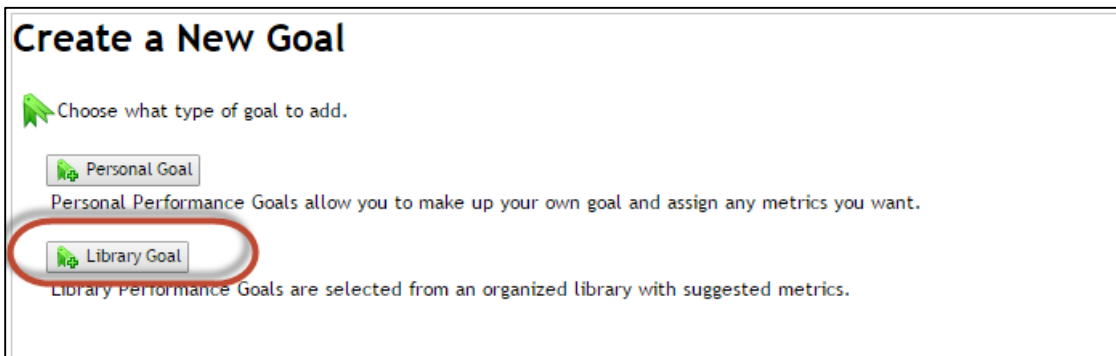 Create a New Goal
Choose what type of goal to add.
Personal Goal
Personal Performance Goals allow you to make up your own goal and assign any metrics you want.
Library Goal
Library Performance Goals are selected from an organized library with suggested metrics.